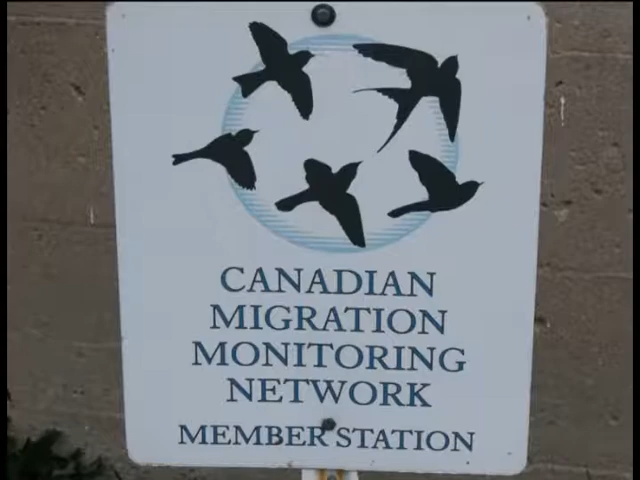 CANADIAN
MIGRATION
MONITORING
NETWORK
MEMBER STATION